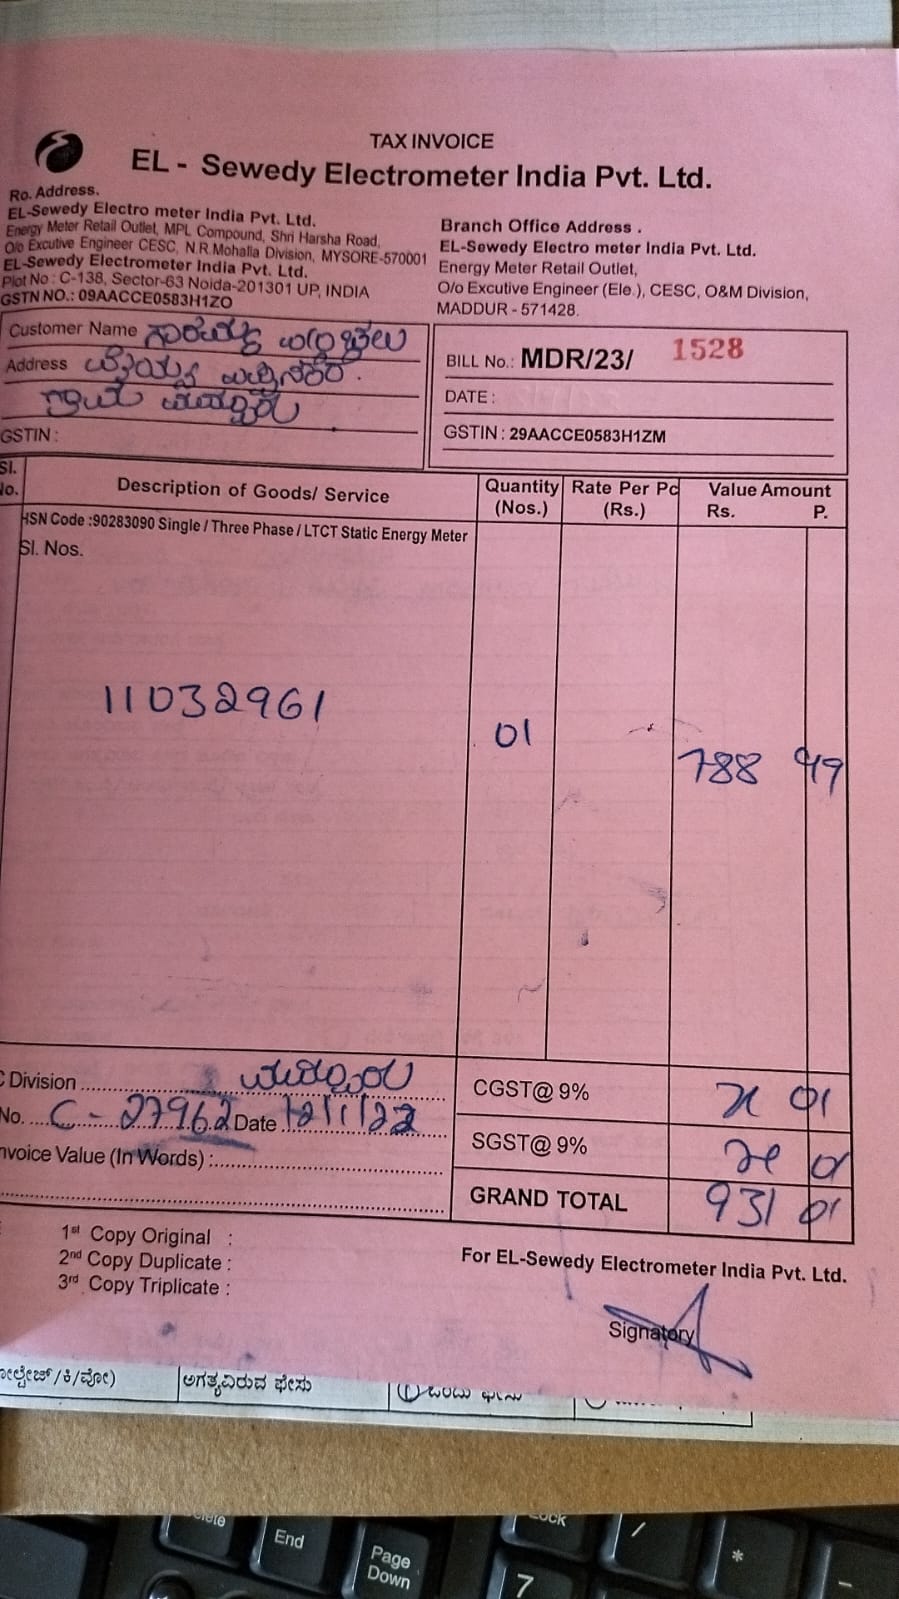 TAX INVOICE
EL - Sewedy Electrometer India Pvt. Ltd.
Ro. Address.
EL-Sewedy Electro meter India Pvt. Ltd.
Energy Meter Retail Outlet, MPL Compound, Shri Harsha Road,
O/o Excutive Engineer CESC, N.R.Mohalla Division, MYSORE-570001
EL-Sewedy Electrometer India Pvt. Ltd.
Plot No : C-138, Sector-63 Noida-201301 UP, INDIA
GSTN NO.: 09AACCE0583H1ZO
Branch Office Address .
EL-Sewedy Electro meter India Pvt. Ltd.
Energy Meter Retail Outlet,
O/o Excutive Engineer (Ele.), CESC, O&M Division,
MADDUR - 571428.
Customer Name
Address
ಗ್ರಾಮ ಮದ್ದೂರು
GSTIN :
BILL No.: MDR/23/ 1528
DATE :
GSTIN : 29AACCE0583H1ZM
Sl. No. Description of Goods/ Service Quantity (Nos.) Rate Per Pc (Rs.) Value Amount Rs. P.
HSN Code :90283090 Single / Three Phase / LTCT Static Energy Meter
Sl. Nos.
11032961 01 788 49
C Division ಮದ್ದೂರು
No. C - 27962 Date 12/1/23
nvoice Value (In Words) :
CGST@ 9% 71 01
SGST@ 9% 71 01
GRAND TOTAL 931 01
1st Copy Original :
2nd Copy Duplicate :
3rd Copy Triplicate :
For EL-Sewedy Electrometer India Pvt. Ltd.
Signatory
ೋಲ್ಟೇಜ್/ಕಿ/ವೋ) ಅಗತ್ಯವಿರುವ ಫೇಸು ಒಂದು ಫೇಸು
End
Page Down
7
/
*
-